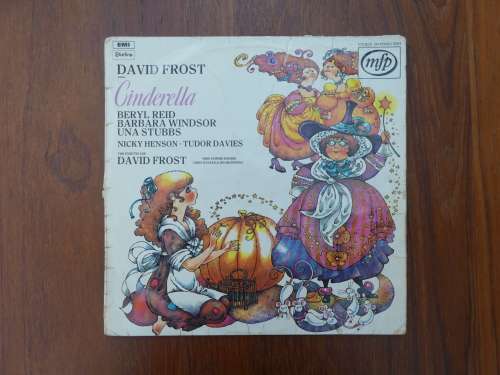 EMI
DAVID FROST
Cinderella
BERYL REID
BARBARA WINDSOR
UNA STUBBS
NICKY HENSON · TUDOR DAVIES
DAVID FROST
mfp